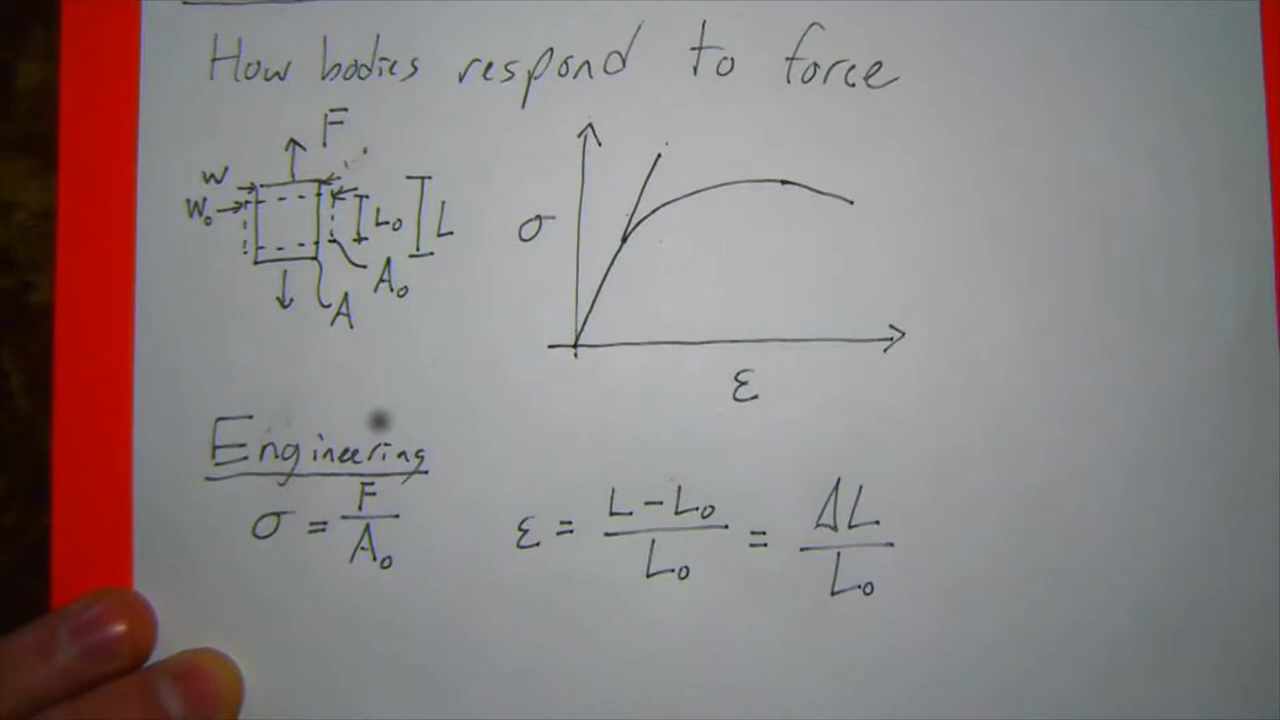 How bodies respond to force
F
w
W₀
L₀
L
A₀
A
σ
ε
Engineering
σ = F/A₀
ε = L-L₀/L₀ = ΔL/L₀